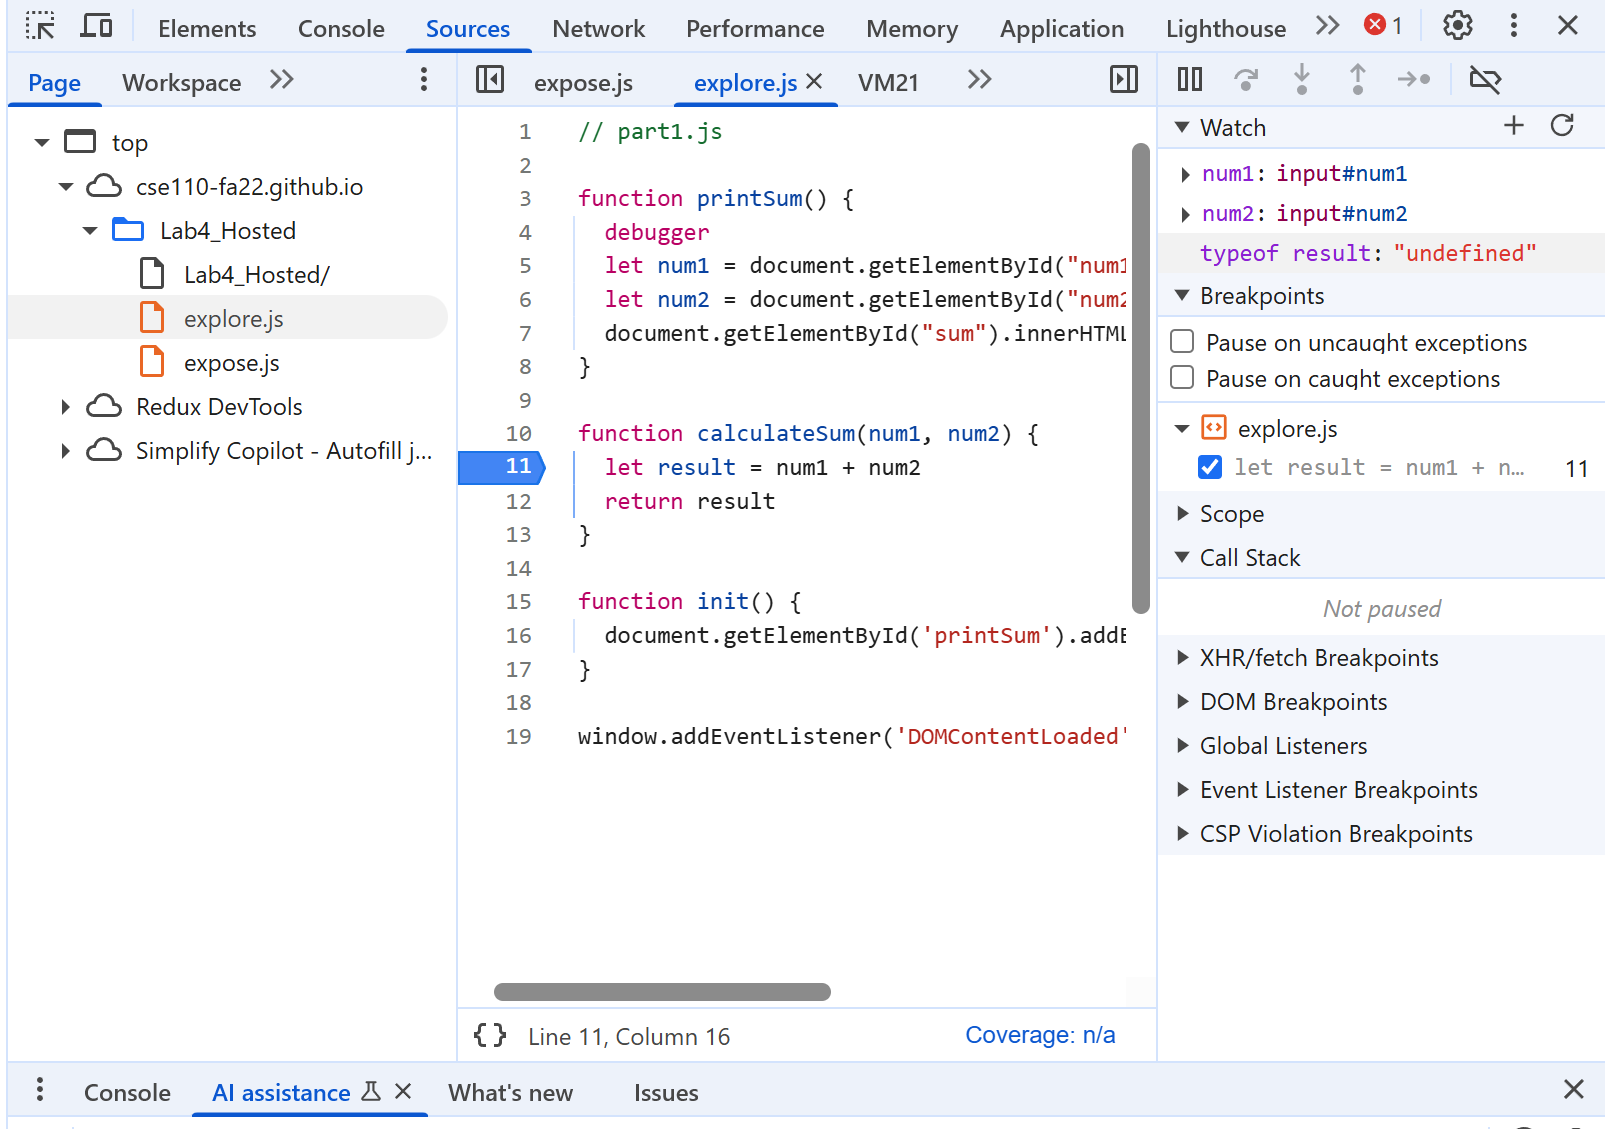 Elements Console Sources Network Performance Memory Application Lighthouse 1
Page Workspace
top
cse110-fa22.github.io
Lab4_Hosted
Lab4_Hosted/
explore.js
expose.js
Redux DevTools
Simplify Copilot - Autofill j...
expose.js explore.js VM21
1 // part1.js
2
3 function printSum() {
4 debugger
5 let num1 = document.getElementById("num1
6 let num2 = document.getElementById("num2
7 document.getElementById("sum").innerHTML
8 }
9
10 function calculateSum(num1, num2) {
11 let result = num1 + num2
12 return result
13 }
14
15 function init() {
16 document.getElementById('printSum').addE
17 }
18
19 window.addEventListener('DOMContentLoaded'
{} Line 11, Column 16 Coverage: n/a
Watch
num1: input#num1
num2: input#num2
typeof result: "undefined"
Breakpoints
Pause on uncaught exceptions
Pause on caught exceptions
explore.js
let result = num1 + n... 11
Scope
Call Stack
Not paused
XHR/fetch Breakpoints
DOM Breakpoints
Global Listeners
Event Listener Breakpoints
CSP Violation Breakpoints
Console AI assistance What's new Issues